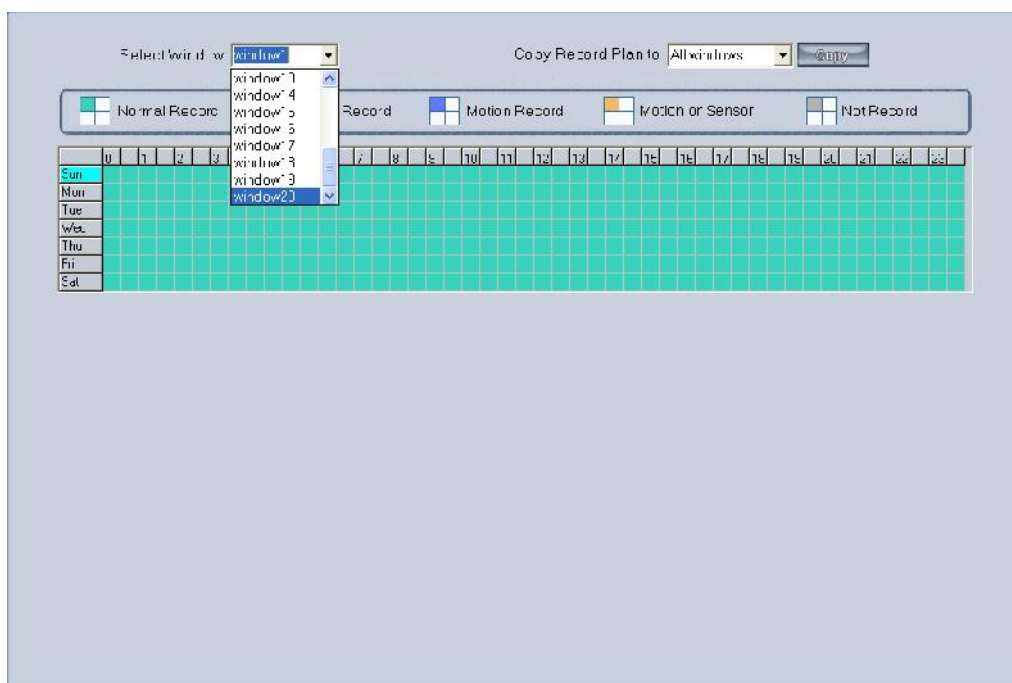 Select Window window1 Copy Record Plan to All windows Copy
window13
window14
window15
window16
window17
window18
window19
window20
Normal Record Record Motion Record Motion or Sensor Not Record
0 1 2 3 7 8 9 10 11 12 13 14 15 16 17 18 19 20 21 22 23
Sun
Mon
Tue
Wed
Thu
Fri
Sat